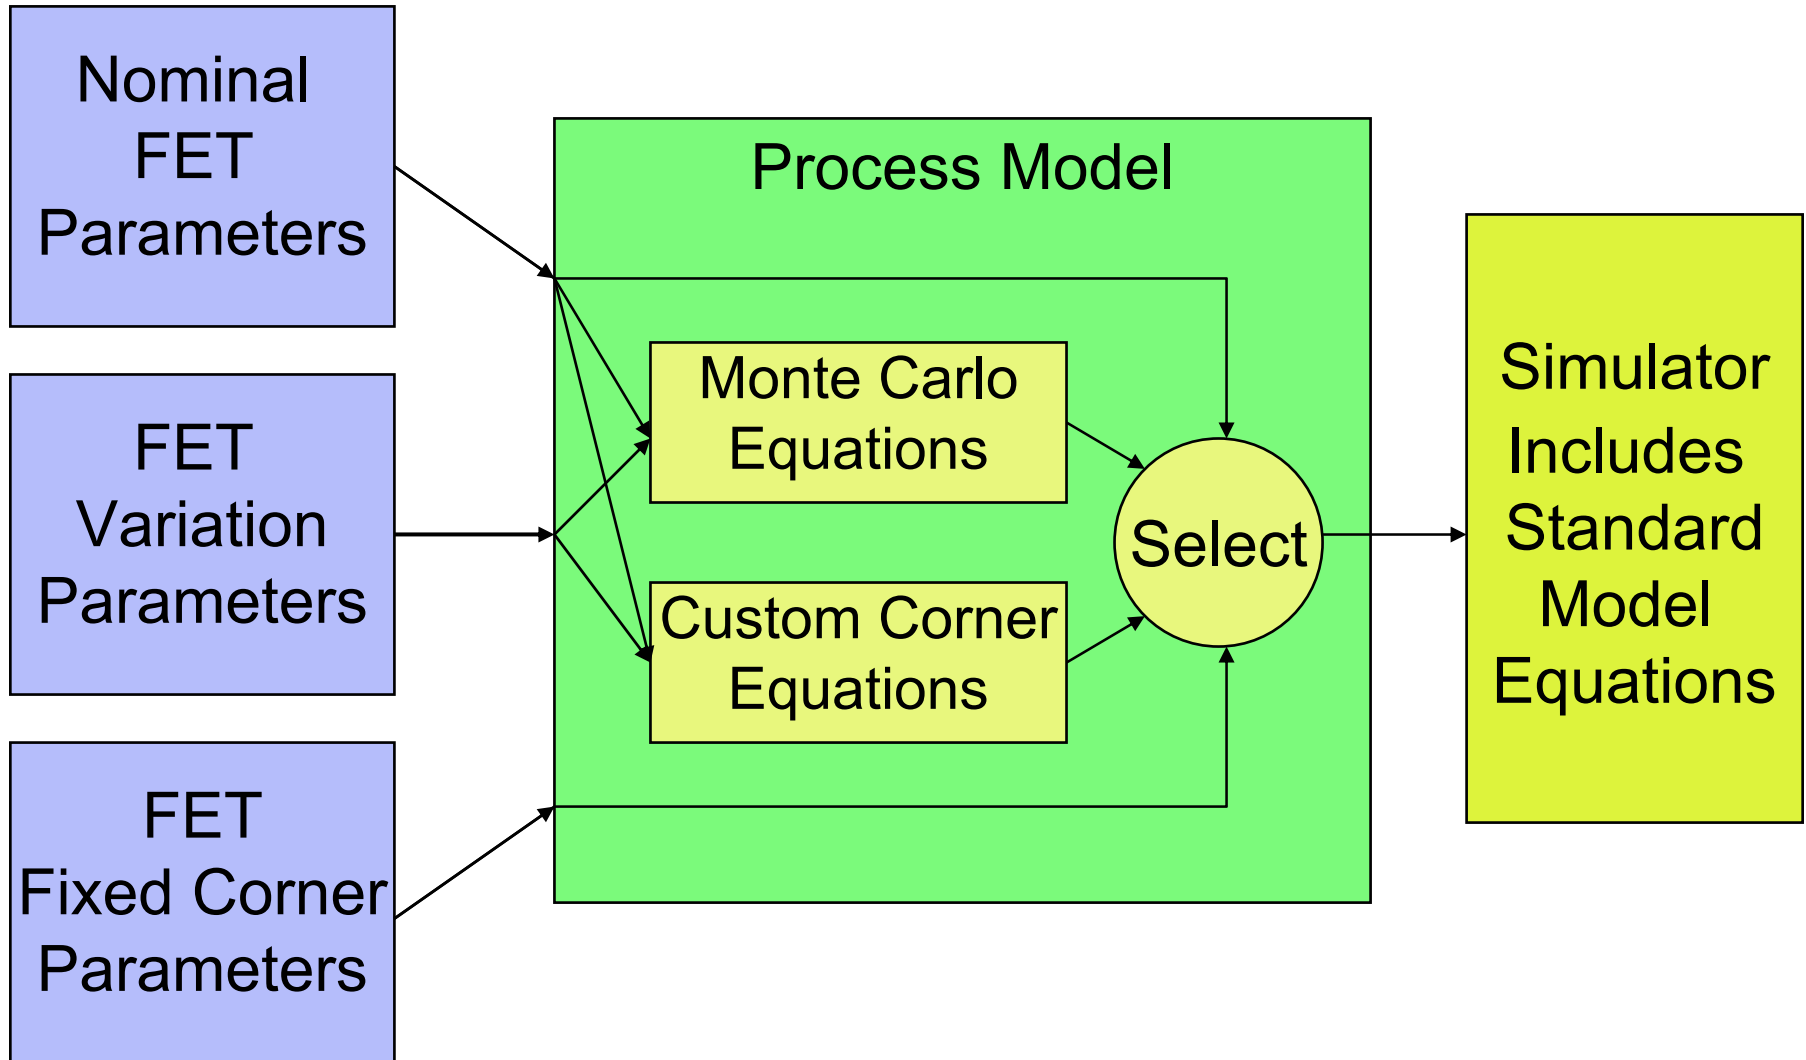 Nominal
FET
Parameters
FET
Variation
Parameters
FET
Fixed Corner
Parameters
Process Model
Monte Carlo
Equations
Custom Corner
Equations
Select
Simulator
Includes
Standard
Model
Equations